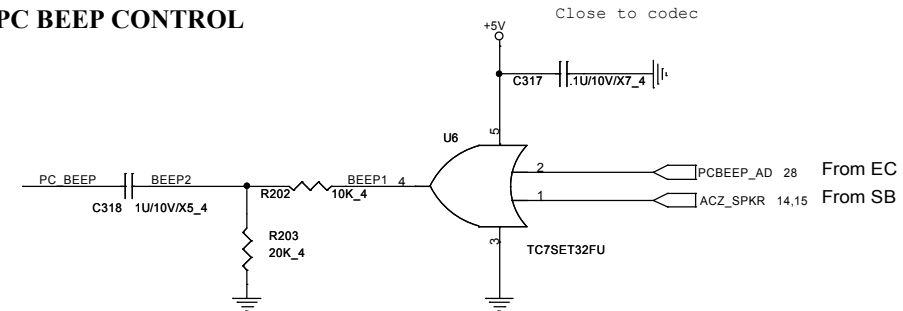 PC BEEP CONTROL
Close to codec
+5V
C317
.1U/10V/X7_4
U6
5
PC_BEEP
BEEP2
BEEP1
4
2
PCBEEP_AD 28
From EC
R202
10K_4
1
ACZ_SPKR 14,15
From SB
C318
1U/10V/X5_4
R203
20K_4
3
TC7SET32FU